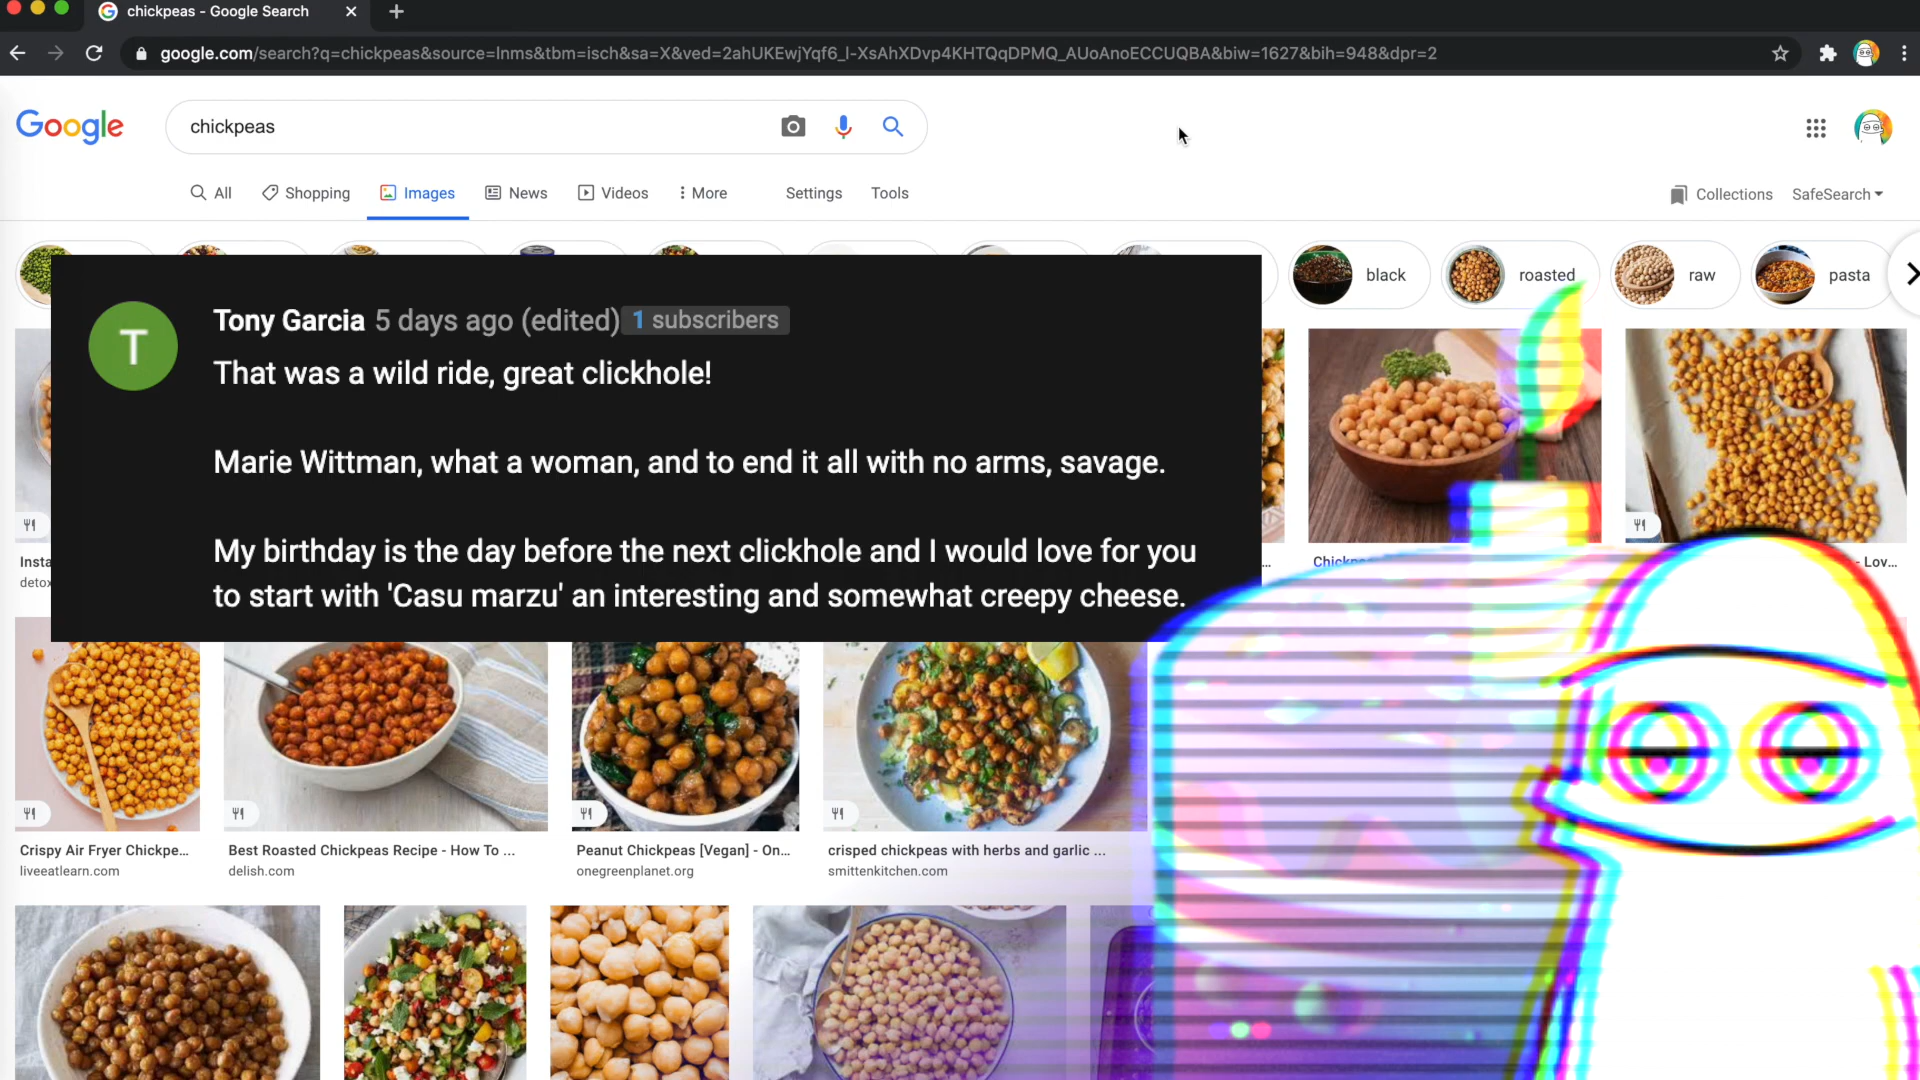 chickpeas - Google Search
google.com/search?q=chickpeas&source=lnms&tbm=isch&sa=X&ved=2ahUKEwjYqf6_l-XsAhXDvp4KHTQqDPMQ_AUoAnoECCUQBA&biw=1627&bih=948&dpr=2
Google
chickpeas
All Shopping Images News Videos More Settings Tools
Collections SafeSearch
black roasted raw pasta
T
Tony Garcia 5 days ago (edited) 1 subscribers
That was a wild ride, great clickhole!
Marie Wittman, what a woman, and to end it all with no arms, savage.
My birthday is the day before the next clickhole and I would love for you
to start with 'Casu marzu' an interesting and somewhat creepy cheese.
Insta
detox
...
- Lov...
Crispy Air Fryer Chickpe...
liveeatlearn.com
Best Roasted Chickpeas Recipe - How To ...
delish.com
Peanut Chickpeas [Vegan] - On...
onegreenplanet.org
crisped chickpeas with herbs and garlic ...
smittenkitchen.com